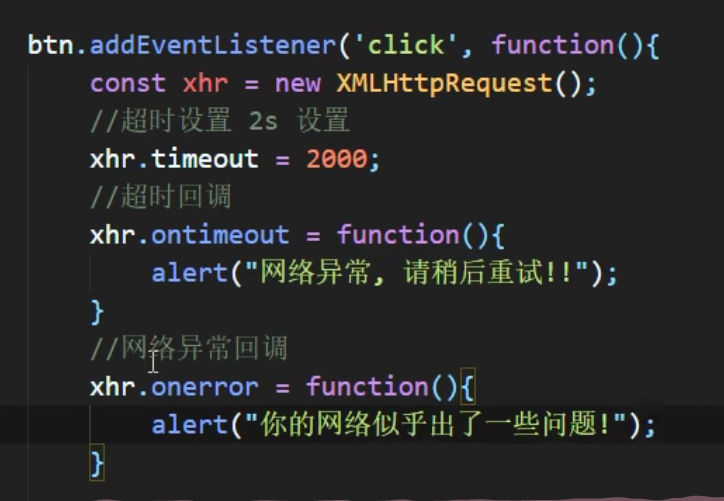 btn.addEventListener('click', function(){
const xhr = new XMLHttpRequest();
//超时设置 2s 设置
xhr.timeout = 2000;
//超时回调
xhr.ontimeout = function(){
alert("网络异常, 请稍后重试!!");
}
//网络异常回调
xhr.onerror = function(){
alert("你的网络似乎出了一些问题!");
}